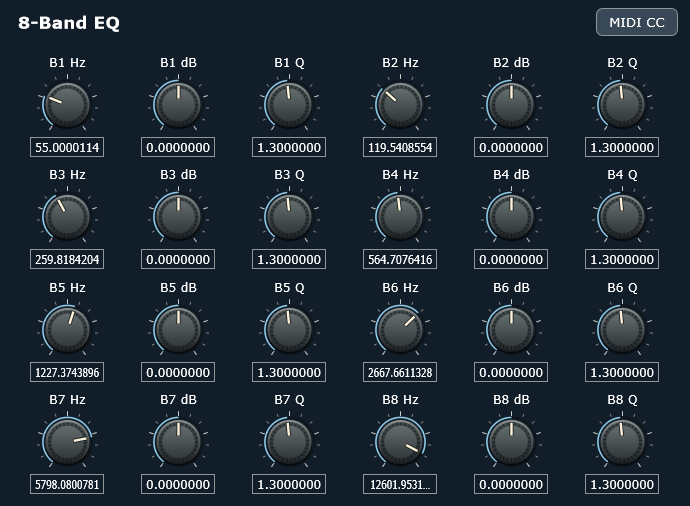 8-Band EQ MIDI CC
B1 Hz B1 dB B1 Q B2 Hz B2 dB B2 Q
55.0000114 0.0000000 1.3000000 119.5408554 0.0000000 1.3000000
B3 Hz B3 dB B3 Q B4 Hz B4 dB B4 Q
259.8184204 0.0000000 1.3000000 564.7076416 0.0000000 1.3000000
B5 Hz B5 dB B5 Q B6 Hz B6 dB B6 Q
1227.3743896 0.0000000 1.3000000 2667.6611328 0.0000000 1.3000000
B7 Hz B7 dB B7 Q B8 Hz B8 dB B8 Q
5798.0800781 0.0000000 1.3000000 12601.9531... 0.0000000 1.3000000